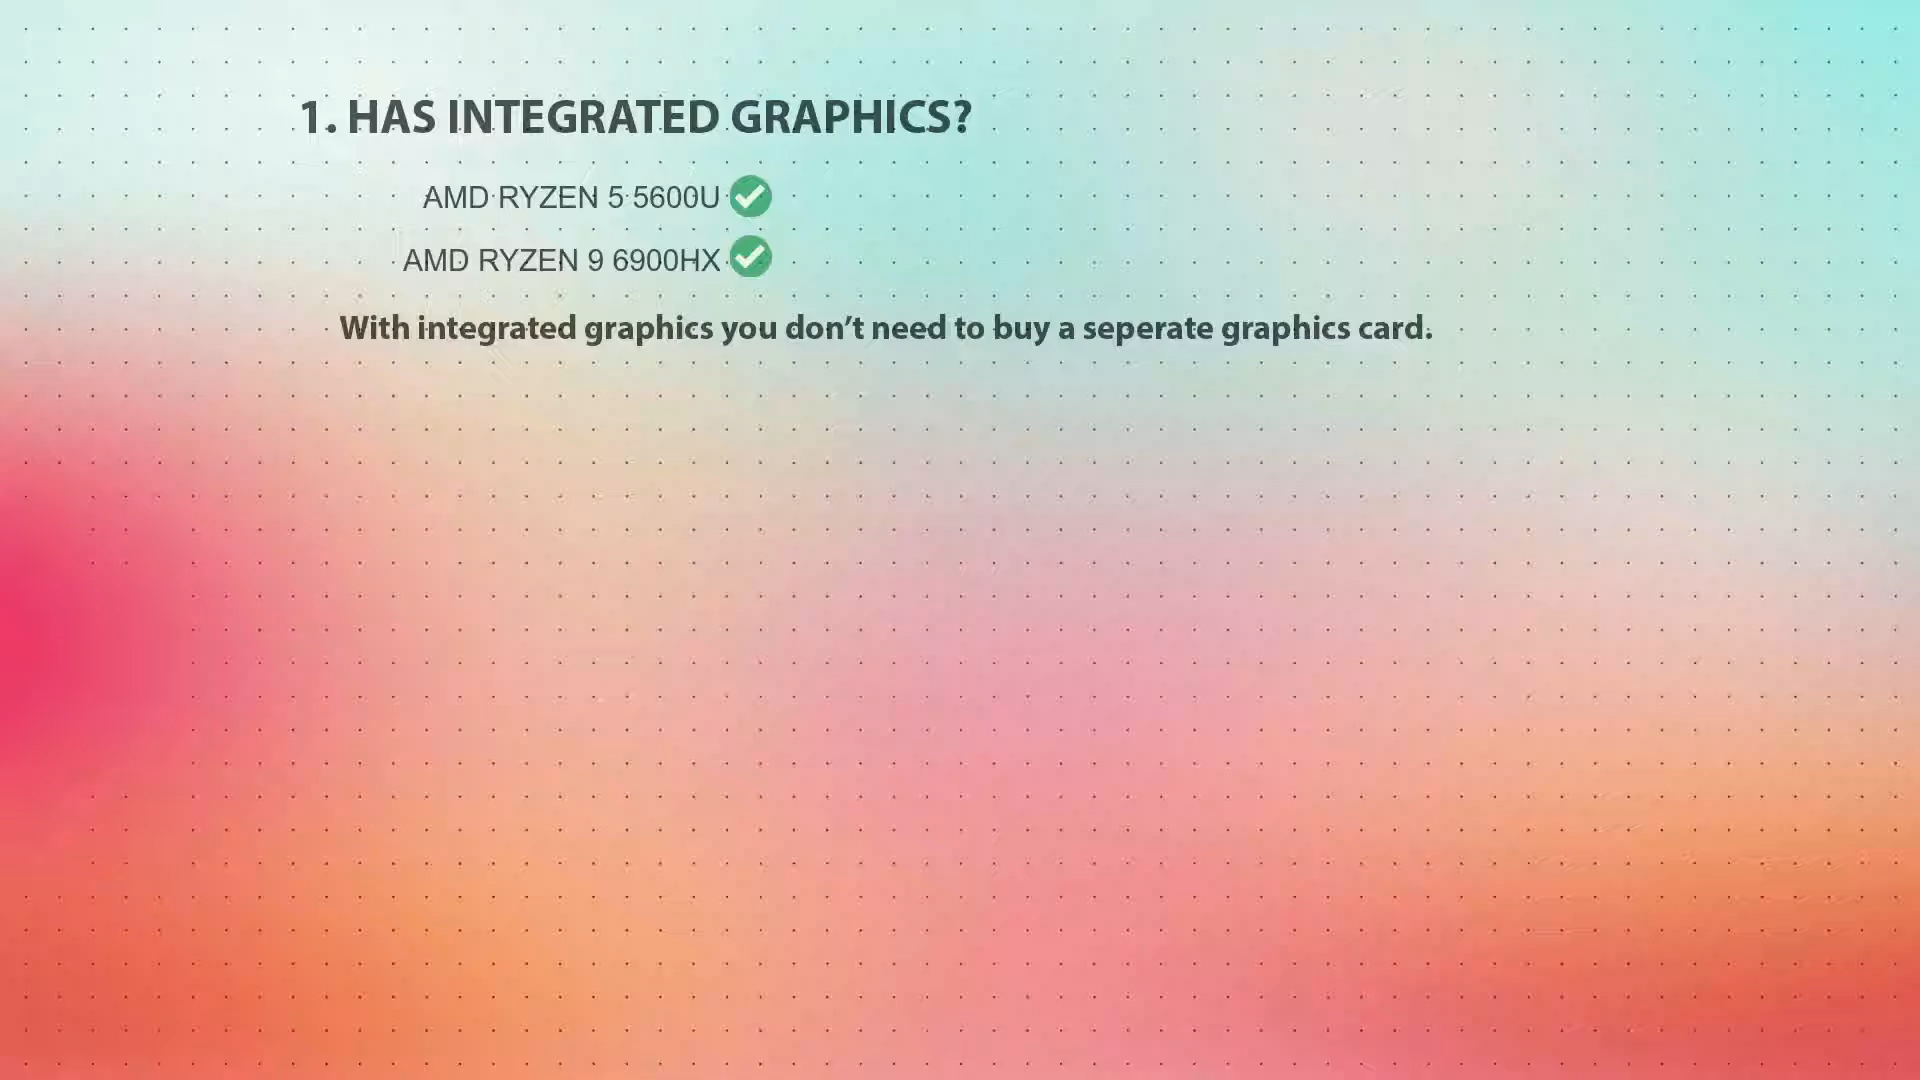 1. HAS INTEGRATED GRAPHICS?
AMD RYZEN 5 5600U
AMD RYZEN 9 6900HX
With integrated graphics you don’t need to buy a seperate graphics card.